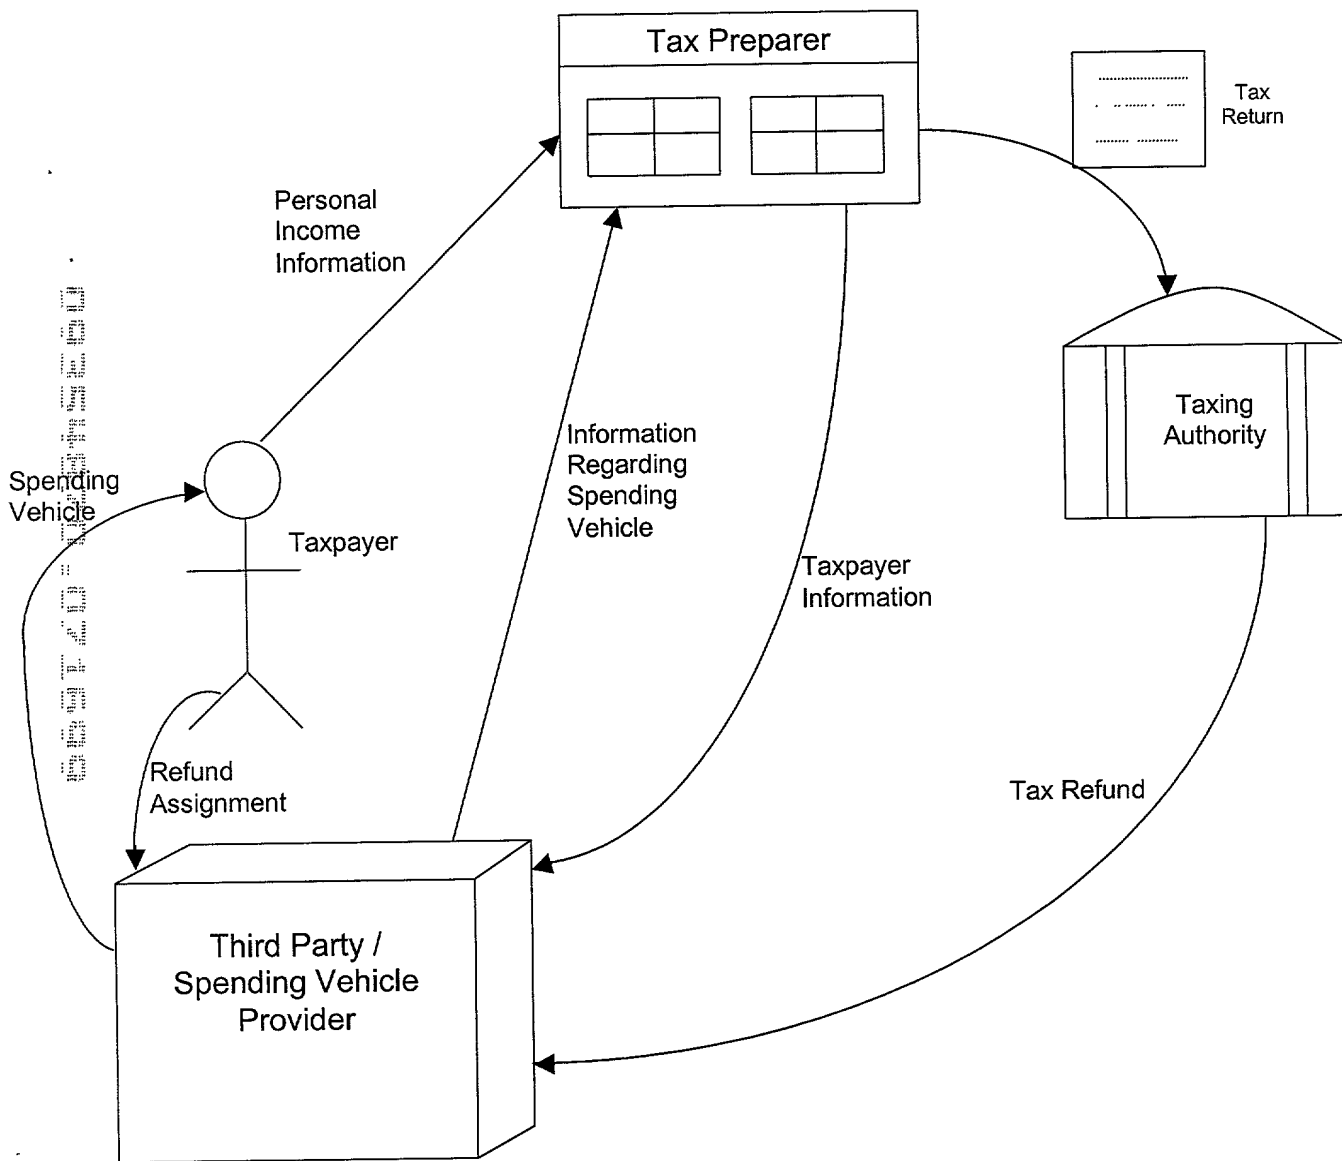 Tax Preparer
Tax
Return
Personal
Income
Information
Taxing
Authority
Information
Regarding
Spending
Vehicle
Spending
Vehicle
Taxpayer
Taxpayer
Information
Refund
Assignment
Tax Refund
Third Party /
Spending Vehicle
Provider